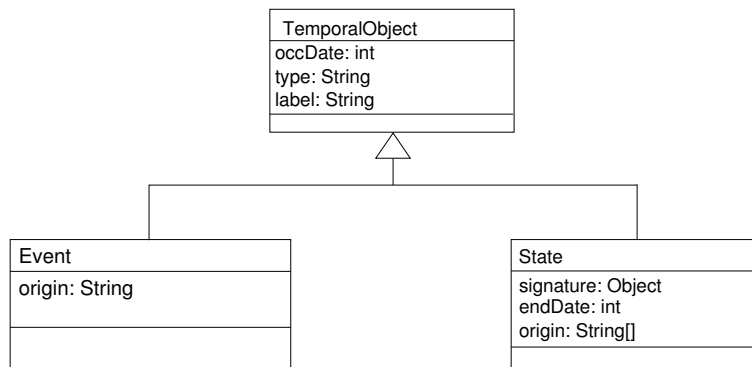 TemporalObject
occDate: int
type: String
label: String
Event
origin: String
State
signature: Object
endDate: int
origin: String[]